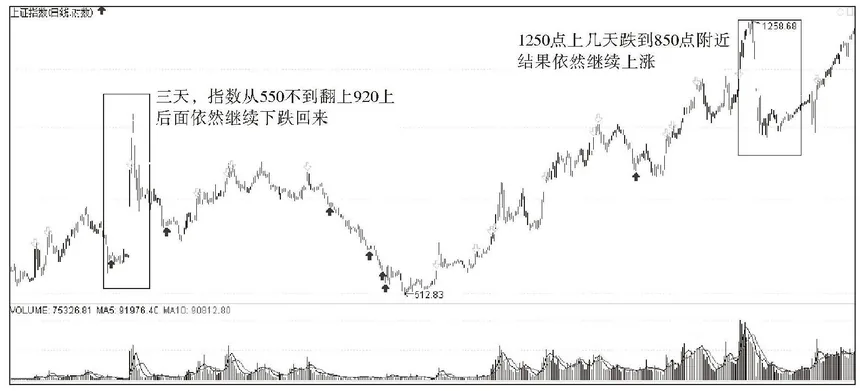 上证指数(日线.对数)
1258.68
1250点上几天跌到850点附近
结果依然继续上涨
三天，指数从550不到翻上920上
后面依然继续下跌回来
512.83
VOLUME: 75326.81 MA5: 91976.40 MA10: 90812.80